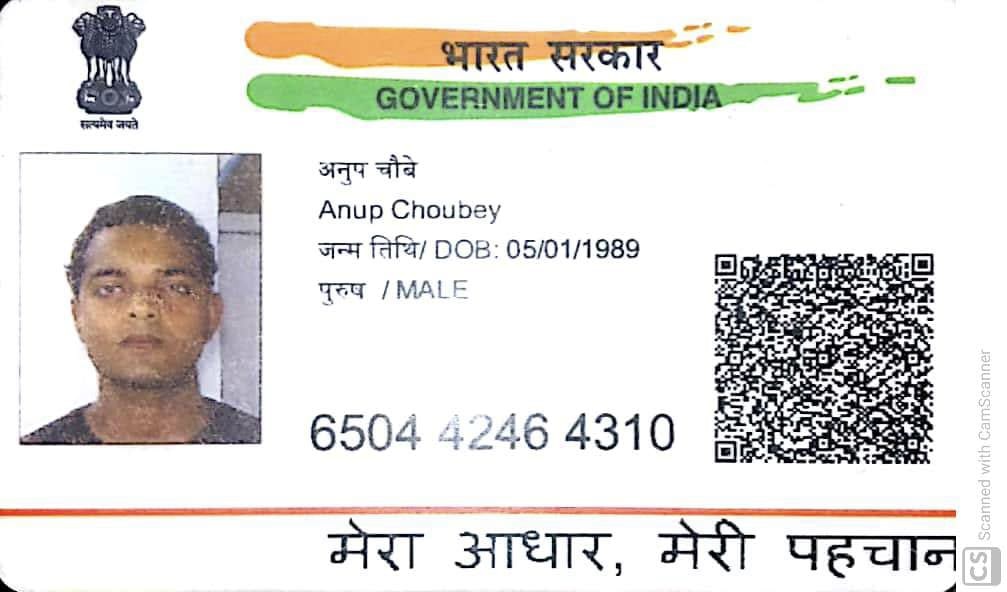 सत्यमेव जयते
भारत सरकार
GOVERNMENT OF INDIA
अनुप चौबे
Anup Choubey
जन्म तिथि/ DOB: 05/01/1989
पुरुष / MALE
6504 4246 4310
मेरा आधार, मेरी पहचान
CS Scanned with CamScanner